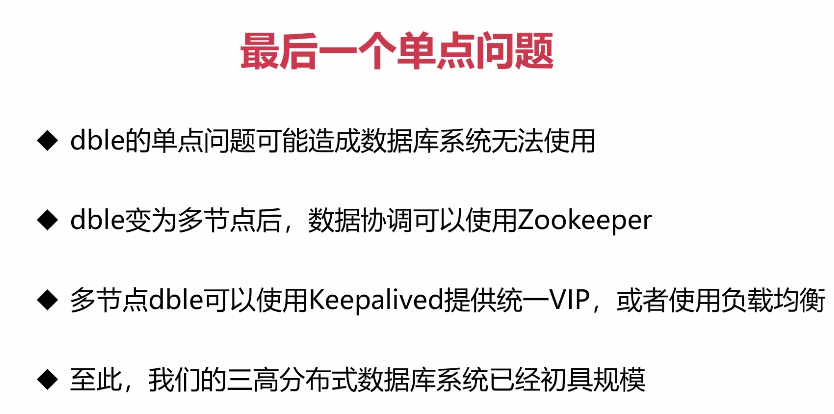 最后一个单点问题
◆ dble的单点问题可能造成数据库系统无法使用
◆ dble变为多节点后，数据协调可以使用Zookeeper
◆ 多节点dble可以使用Keepalived提供统一VIP，或者使用负载均衡
◆ 至此，我们的三高分布式数据库系统已经初具规模